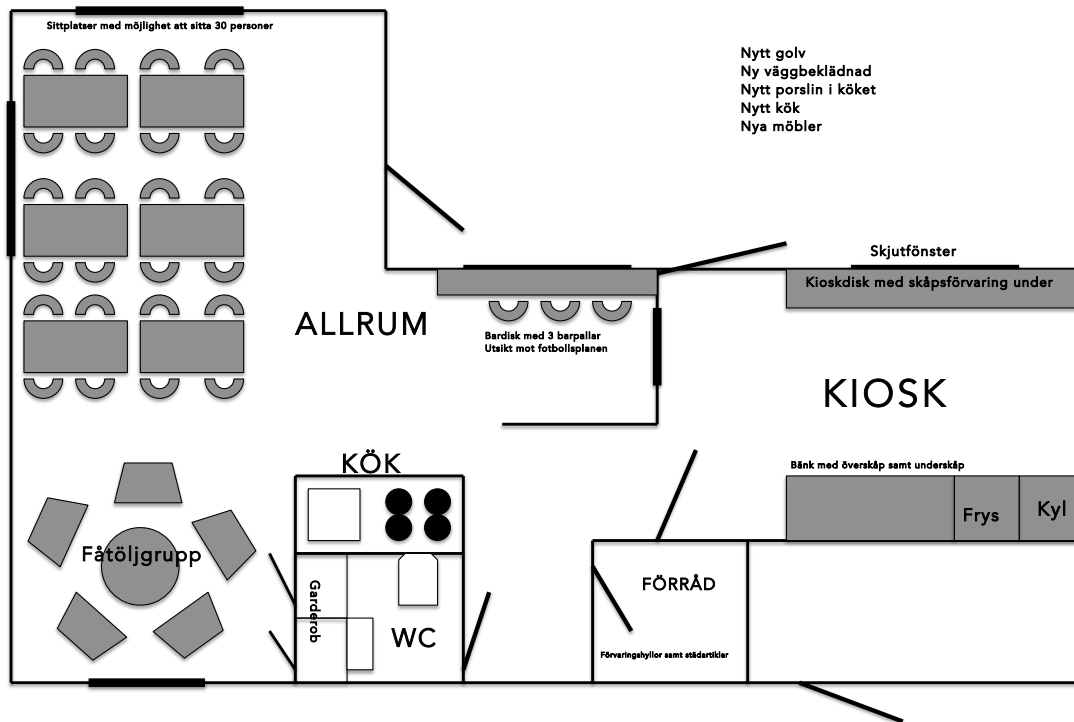 Sittplatser med möjlighet att sitta 30 personer
Nytt golv
Ny väggbeklädnad
Nytt porslin i köket
Nytt kök
Nya möbler
Skjutfönster
Kioskdisk med skåpsförvaring under
ALLRUM
Bardisk med 3 barpallar
Utsikt mot fotbollsplanen
KIOSK
KÖK
Bänk med överskåp samt underskåp
Frys
Kyl
Fåtöljgrupp
Garderob
WC
FÖRRÅD
Förvaringshyllor samt städartiklar